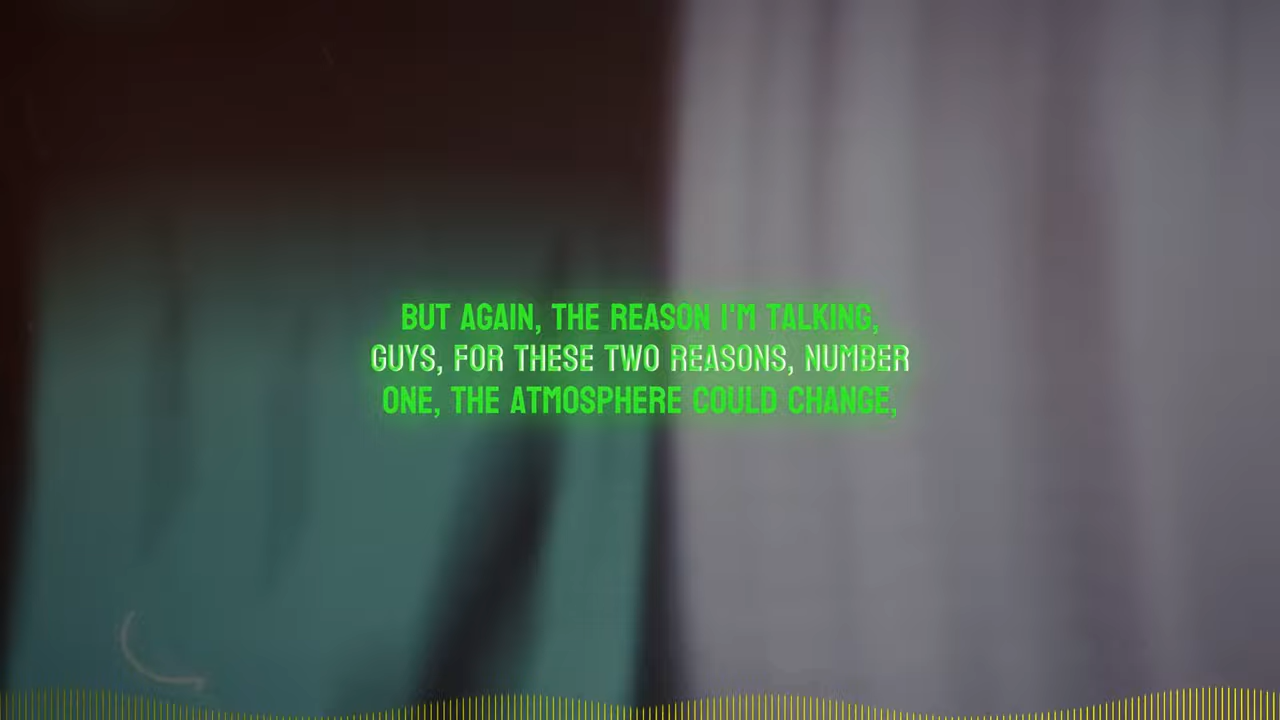 BUT AGAIN, THE REASON I'M TALKING,
GUYS, FOR THESE TWO REASONS, NUMBER
ONE, THE ATMOSPHERE COULD CHANGE,